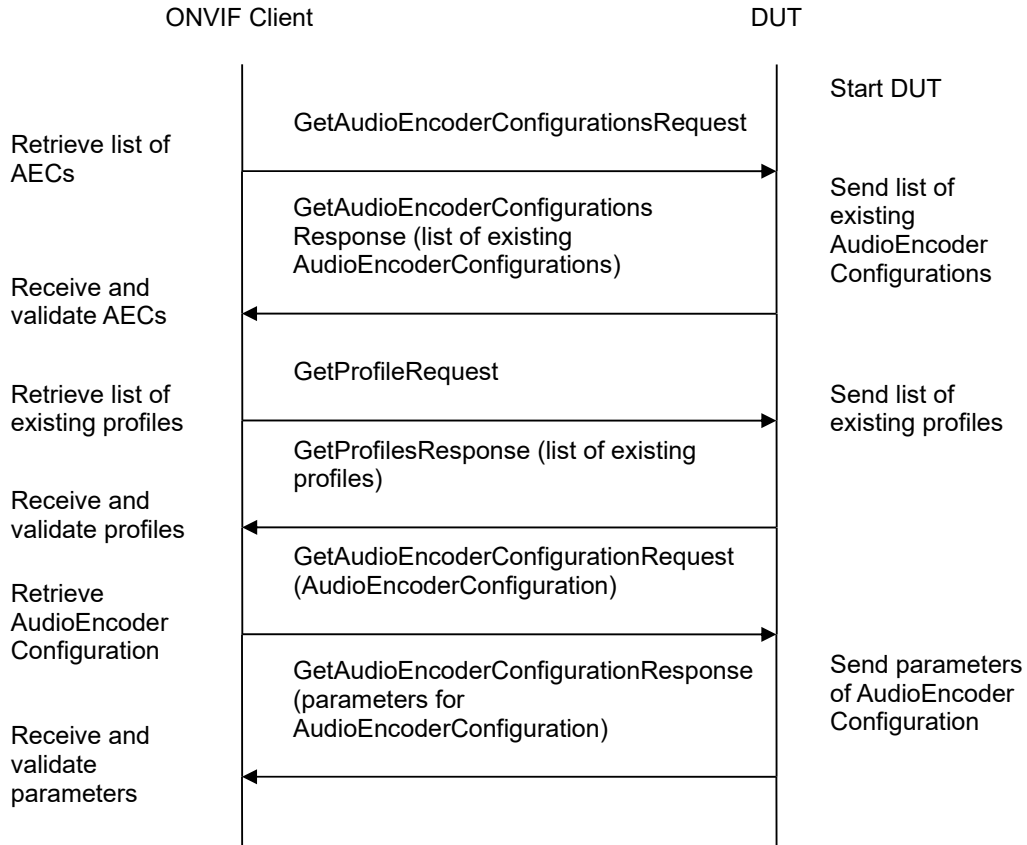 ONVIF Client
DUT
Start DUT
GetAudioEncoderConfigurationsRequest
Retrieve list of
AECs
Send list of
existing
AudioEncoder
Configurations
GetAudioEncoderConfigurations
Response (list of existing
AudioEncoderConfigurations)
Receive and
validate AECs
GetProfileRequest
Retrieve list of
existing profiles
Send list of
existing profiles
GetProfilesResponse (list of existing
profiles)
Receive and
validate profiles
GetAudioEncoderConfigurationRequest
(AudioEncoderConfiguration)
Retrieve
AudioEncoder
Configuration
GetAudioEncoderConfigurationResponse
(parameters for
AudioEncoderConfiguration)
Send parameters
of AudioEncoder
Configuration
Receive and
validate
parameters